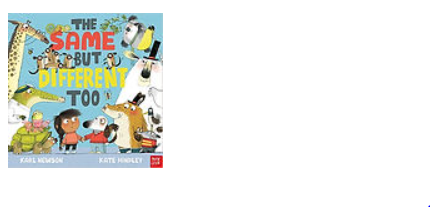 THE
SAME
BUT
DIFFERENT
TOO
KARL NEWSON
KATE HINDLEY